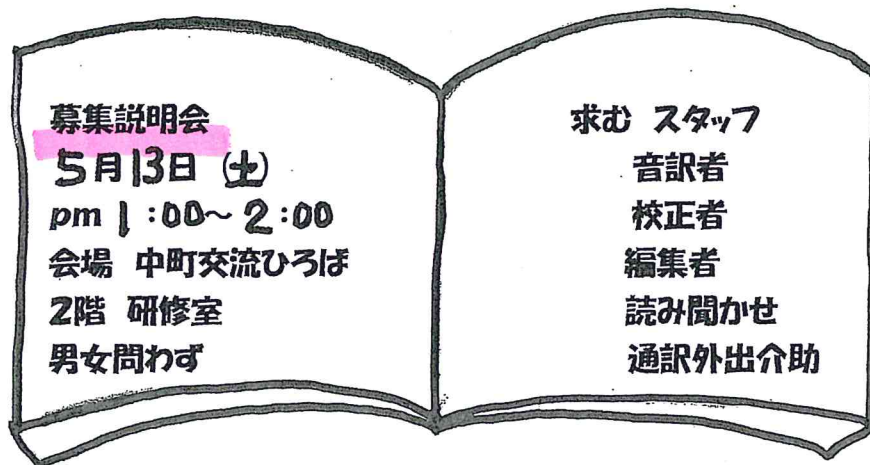 募集説明会
5月13日(土)
pm 1:00～2:00
会場 中町交流ひろば
2階 研修室
男女問わず
求む スタッフ
音訳者
校正者
編集者
読み聞かせ
通訳外出介助